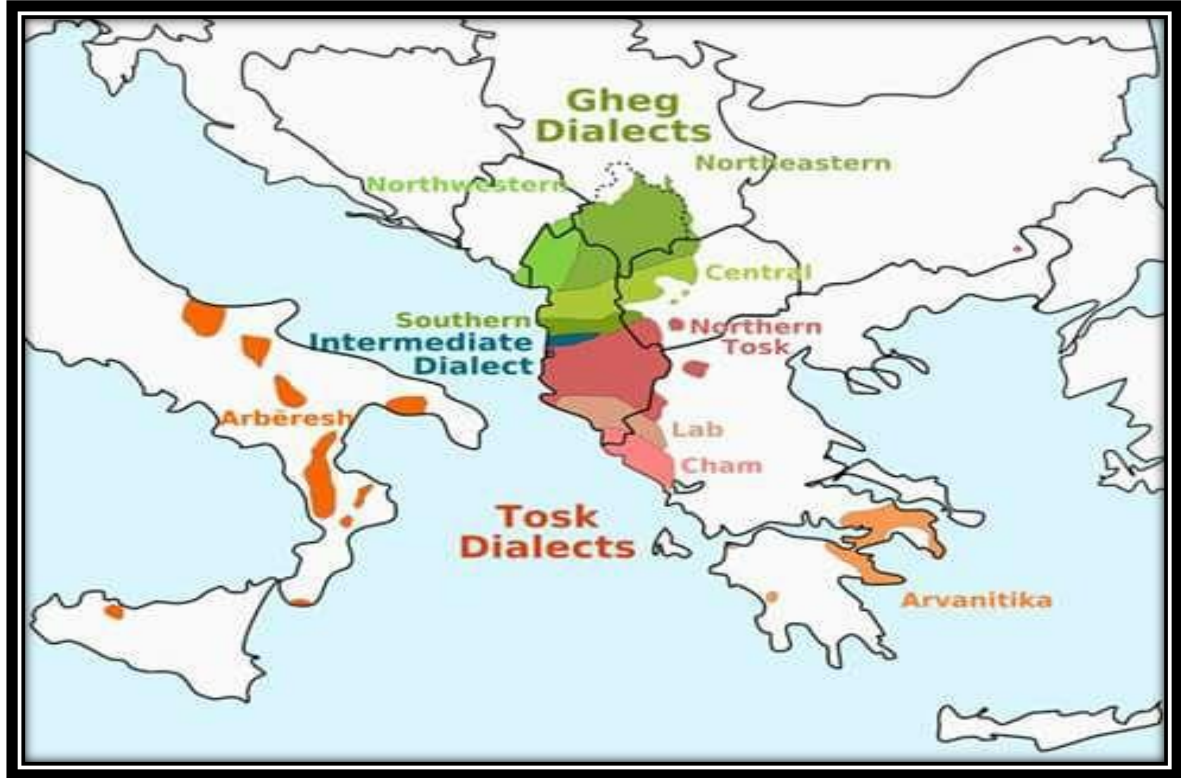 Gheg
Dialects
Northeastern
Northwestern
Central
Southern
Intermediate
Dialect
Northern
Tosk
Arbëresh
Lab
Cham
Tosk
Dialects
Arvanitika